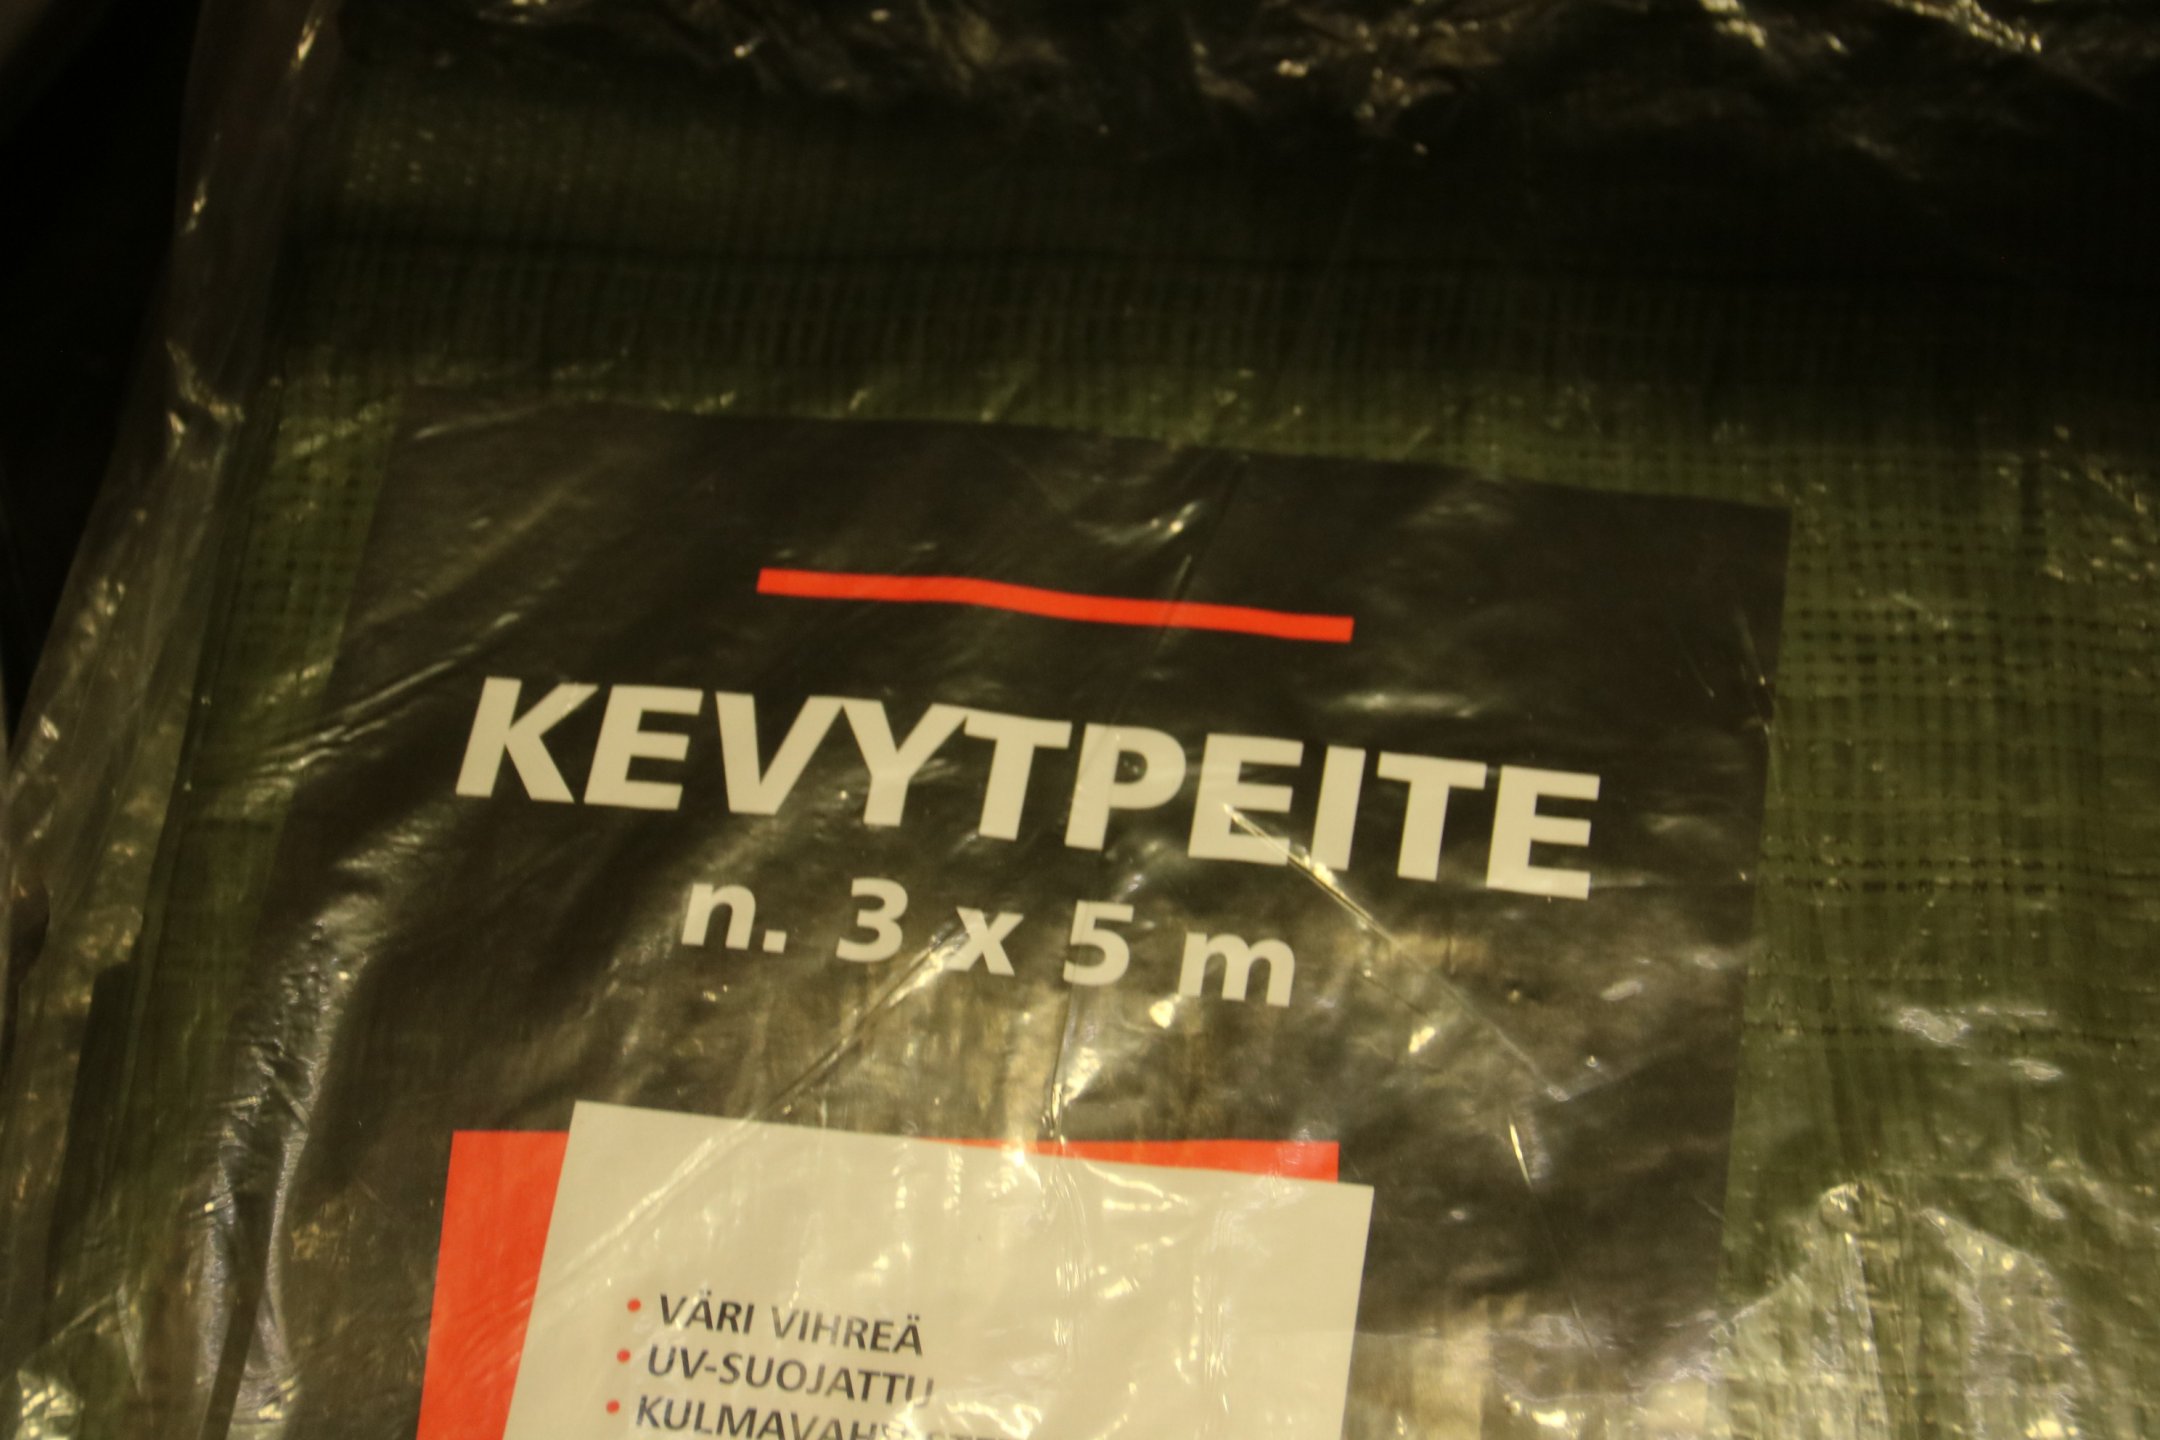 KEVYTPEITE
n. 3 x 5 m
• VÄRI VIHREÄ
• UV-SUOJATTU